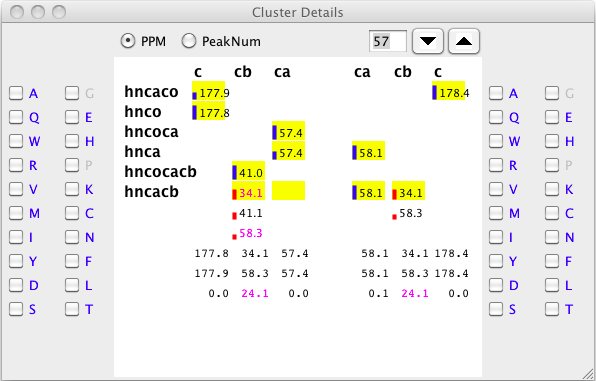 Cluster Details
PPM PeakNum 57
c cb ca ca cb c
A G hncaco 177.9 178.4 A G
Q E hnco 177.8 Q E
W H hncoca 57.4 W H
R P hnca 57.4 58.1 R P
V K hncocacb 41.0 V K
M C hncacb 34.1 58.1 34.1 M C
41.1 58.3
I N 58.3 I N
Y F 177.8 34.1 57.4 58.1 34.1 178.4 Y F
D L 177.9 58.3 57.4 58.1 58.3 178.4 D L
S T 0.0 24.1 0.0 0.1 24.1 0.0 S T